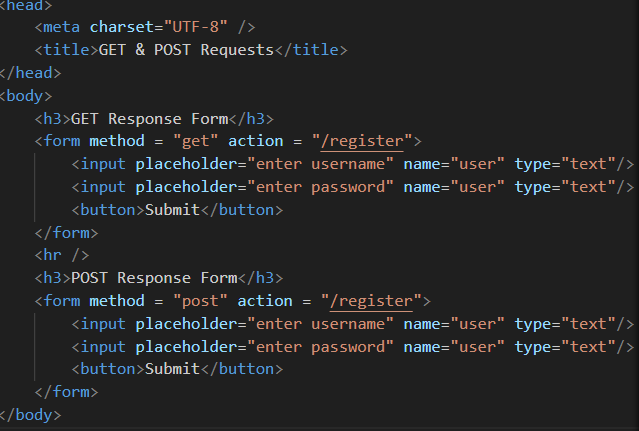 <head>
<meta charset="UTF-8" />
<title>GET & POST Requests</title>
</head>
<body>
<h3>GET Response Form</h3>
<form method = "get" action = "/register">
<input placeholder="enter username" name="user" type="text"/>
<input placeholder="enter password" name="user" type="text"/>
<button>Submit</button>
</form>
<hr />
<h3>POST Response Form</h3>
<form method = "post" action = "/register">
<input placeholder="enter username" name="user" type="text"/>
<input placeholder="enter password" name="user" type="text"/>
<button>Submit</button>
</form>
</body>